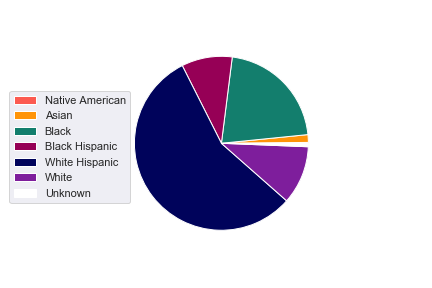 Native American
Asian
Black
Black Hispanic
White Hispanic
White
Unknown